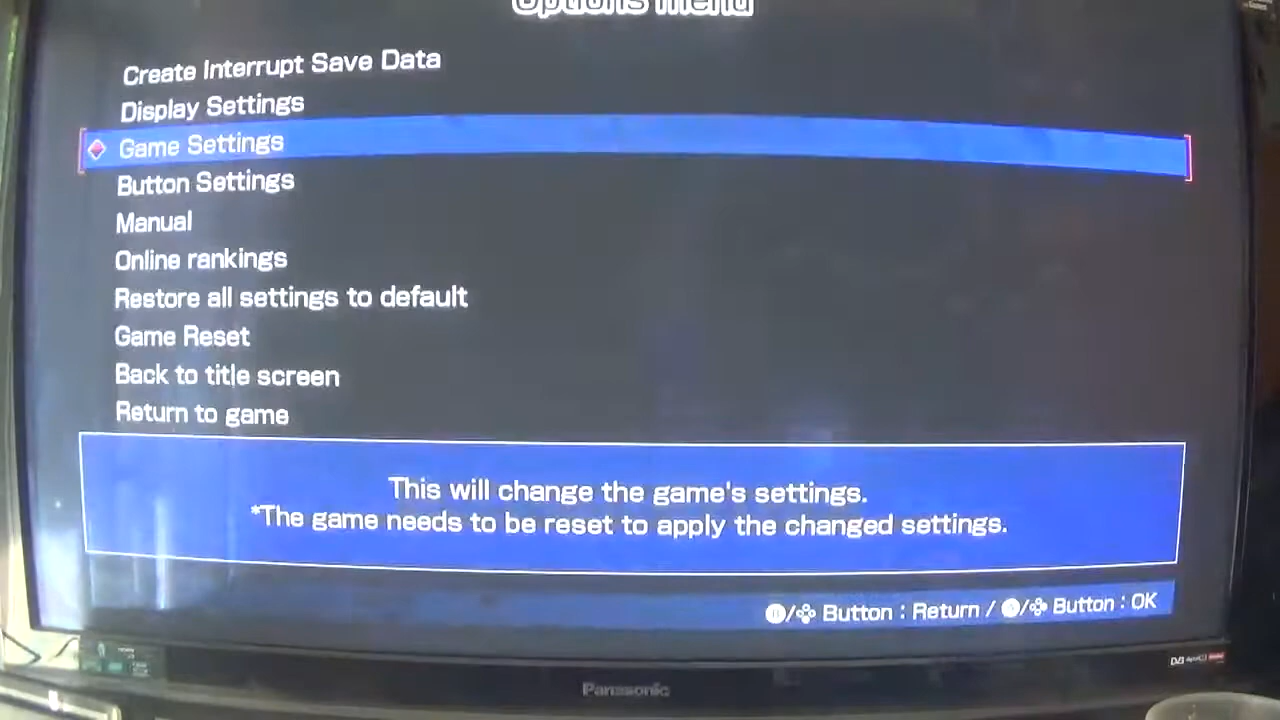 Options menu
Create Interrupt Save Data
Display Settings
Game Settings
Button Settings
Manual
Online rankings
Restore all settings to default
Game Reset
Back to title screen
Return to game
This will change the game's settings.
*The game needs to be reset to apply the changed settings.
Button : Return / Button : OK
Panasonic